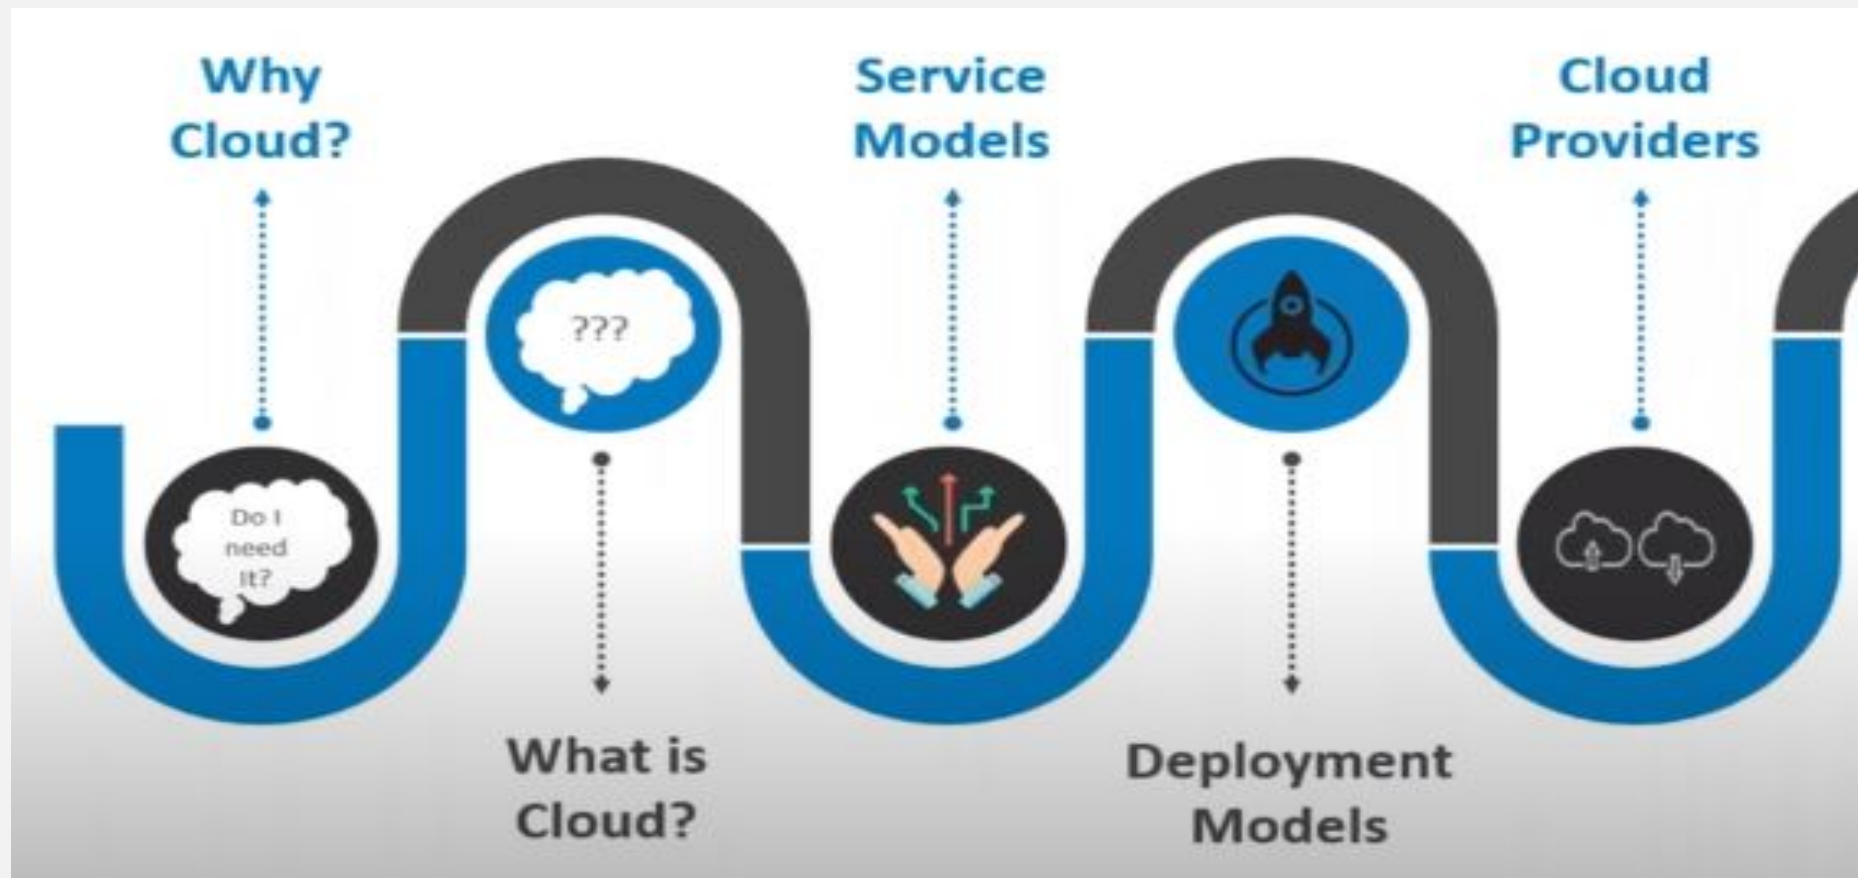 Why
Cloud?
Do I
need
It?
???
What is
Cloud?
Service
Models
Deployment
Models
Cloud
Providers